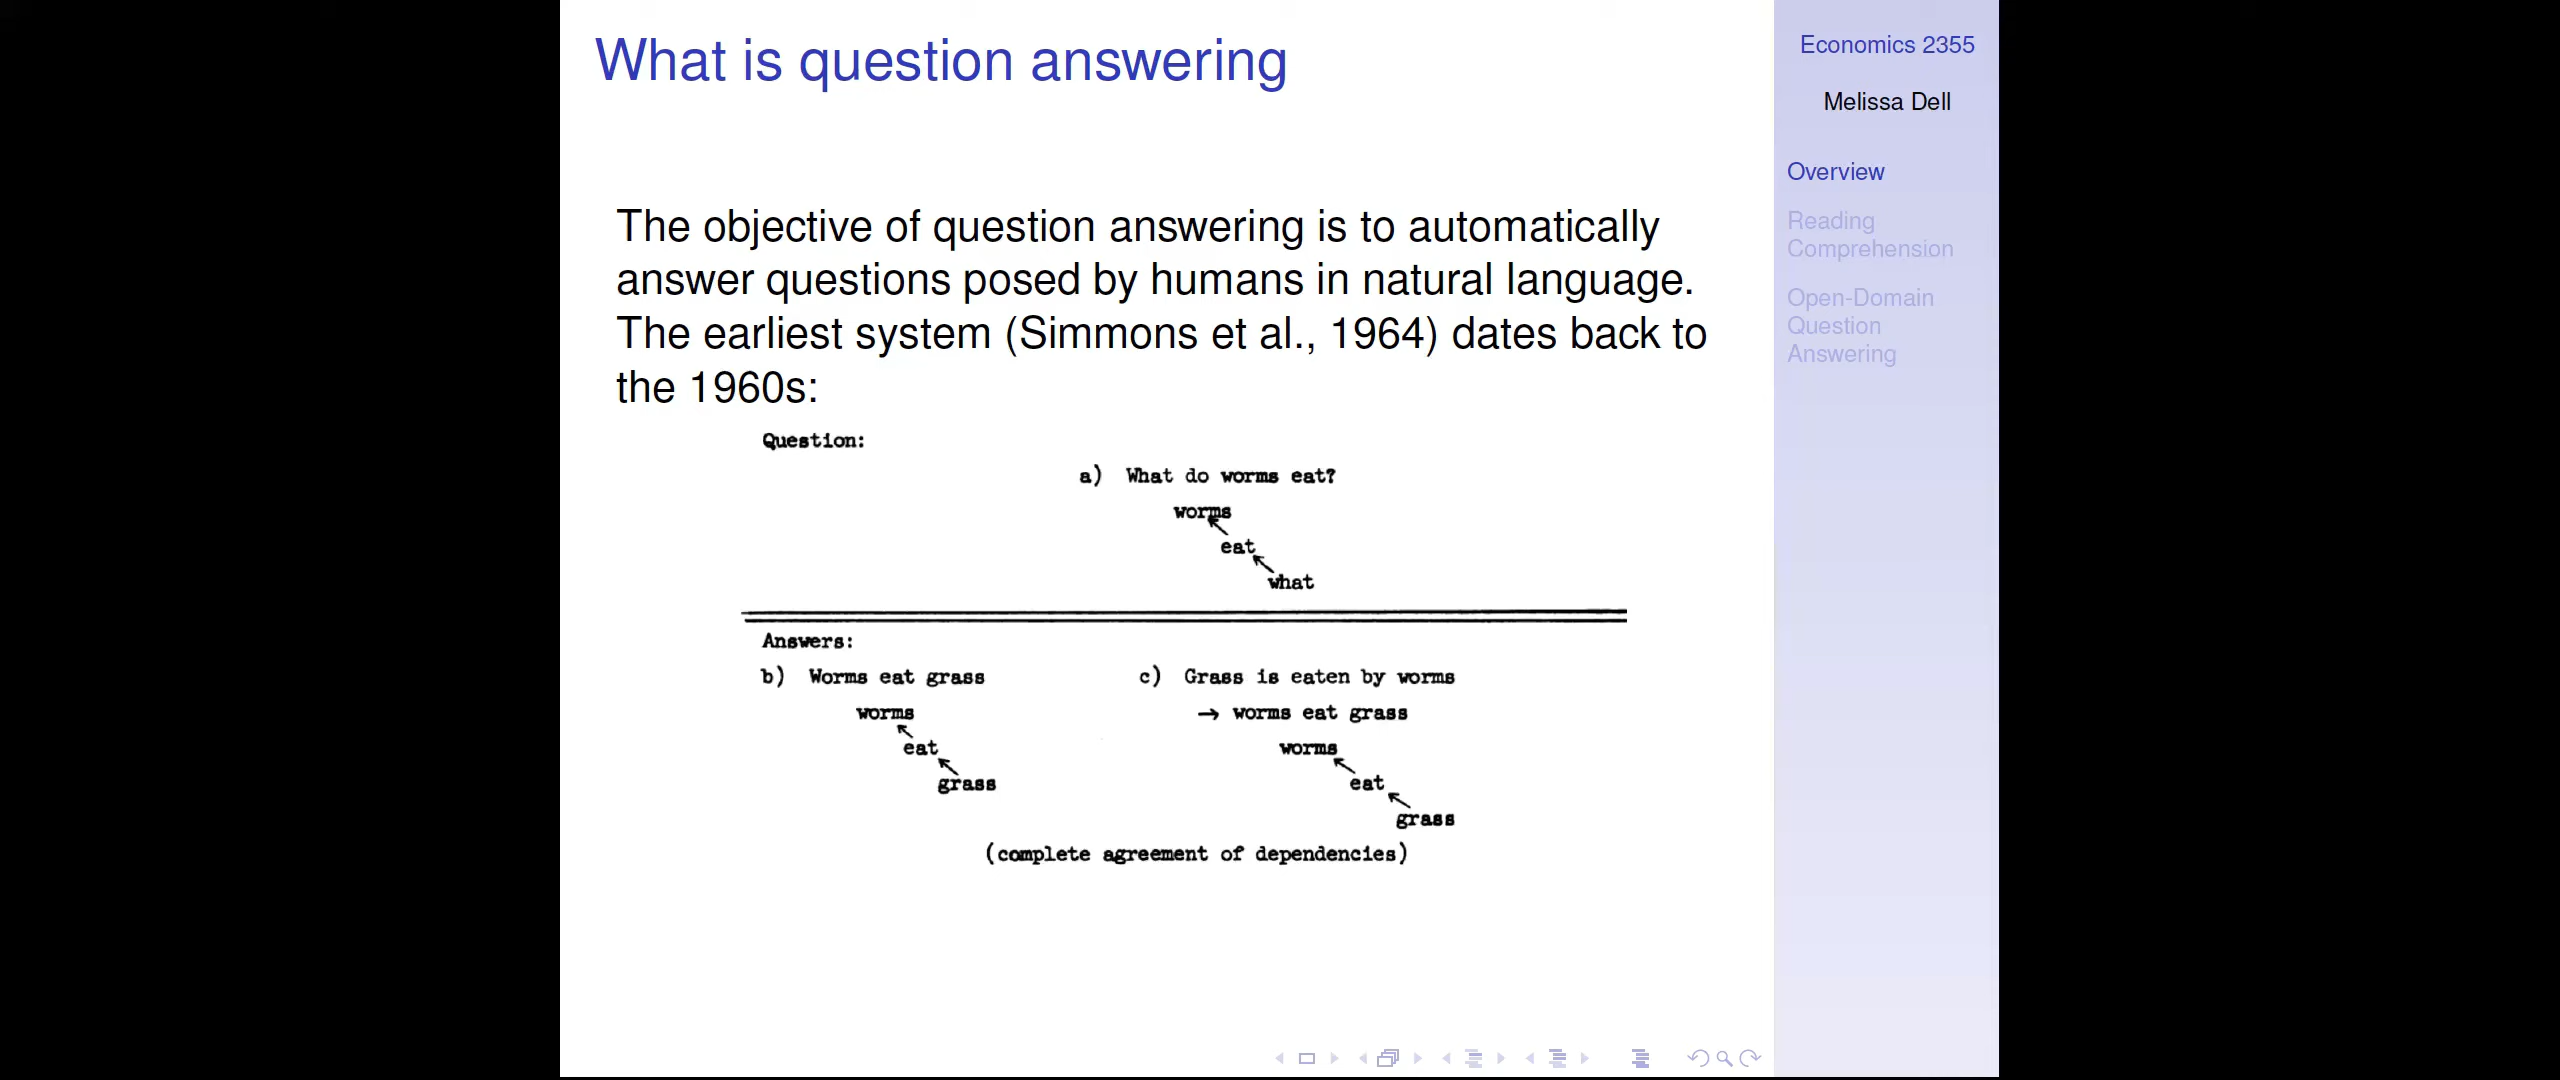 What is question answering
The objective of question answering is to automatically
answer questions posed by humans in natural language.
The earliest system (Simmons et al., 1964) dates back to
the 1960s:
Question:
a) What do worms eat?
worms
eat
what
Answers:
b) Worms eat grass
worms
eat
grass
c) Grass is eaten by worms
→ worms eat grass
worms
eat
grass
(complete agreement of dependencies)
Economics 2355
Melissa Dell
Overview
Reading
Comprehension
Open-Domain
Question
Answering